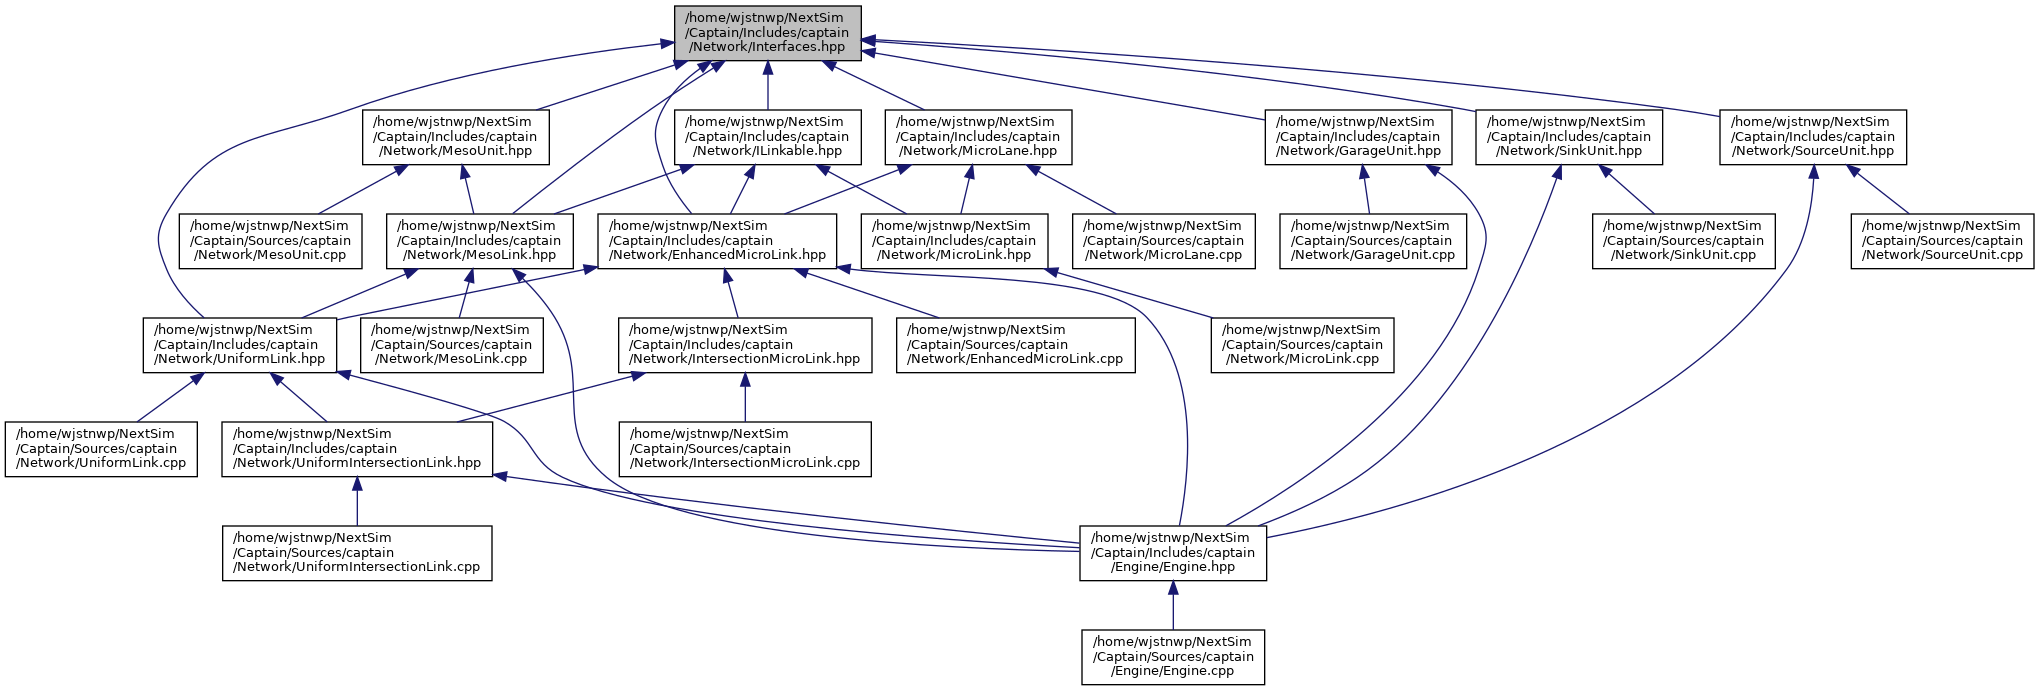 /home/wjstnwp/NextSim
/Captain/Includes/captain
/Network/Interfaces.hpp
/home/wjstnwp/NextSim
/Captain/Includes/captain
/Network/MesoUnit.hpp
/home/wjstnwp/NextSim
/Captain/Includes/captain
/Network/ILinkable.hpp
/home/wjstnwp/NextSim
/Captain/Includes/captain
/Network/MicroLane.hpp
/home/wjstnwp/NextSim
/Captain/Includes/captain
/Network/GarageUnit.hpp
/home/wjstnwp/NextSim
/Captain/Includes/captain
/Network/SinkUnit.hpp
/home/wjstnwp/NextSim
/Captain/Includes/captain
/Network/SourceUnit.hpp
/home/wjstnwp/NextSim
/Captain/Sources/captain
/Network/MesoUnit.cpp
/home/wjstnwp/NextSim
/Captain/Includes/captain
/Network/MesoLink.hpp
/home/wjstnwp/NextSim
/Captain/Includes/captain
/Network/EnhancedMicroLink.hpp
/home/wjstnwp/NextSim
/Captain/Includes/captain
/Network/MicroLink.hpp
/home/wjstnwp/NextSim
/Captain/Sources/captain
/Network/MicroLane.cpp
/home/wjstnwp/NextSim
/Captain/Sources/captain
/Network/GarageUnit.cpp
/home/wjstnwp/NextSim
/Captain/Sources/captain
/Network/SinkUnit.cpp
/home/wjstnwp/NextSim
/Captain/Sources/captain
/Network/SourceUnit.cpp
/home/wjstnwp/NextSim
/Captain/Includes/captain
/Network/UniformLink.hpp
/home/wjstnwp/NextSim
/Captain/Sources/captain
/Network/MesoLink.cpp
/home/wjstnwp/NextSim
/Captain/Includes/captain
/Network/IntersectionMicroLink.hpp
/home/wjstnwp/NextSim
/Captain/Sources/captain
/Network/EnhancedMicroLink.cpp
/home/wjstnwp/NextSim
/Captain/Sources/captain
/Network/MicroLink.cpp
/home/wjstnwp/NextSim
/Captain/Sources/captain
/Network/UniformLink.cpp
/home/wjstnwp/NextSim
/Captain/Includes/captain
/Network/UniformIntersectionLink.hpp
/home/wjstnwp/NextSim
/Captain/Sources/captain
/Network/IntersectionMicroLink.cpp
/home/wjstnwp/NextSim
/Captain/Sources/captain
/Network/UniformIntersectionLink.cpp
/home/wjstnwp/NextSim
/Captain/Includes/captain
/Engine/Engine.hpp
/home/wjstnwp/NextSim
/Captain/Sources/captain
/Engine/Engine.cpp